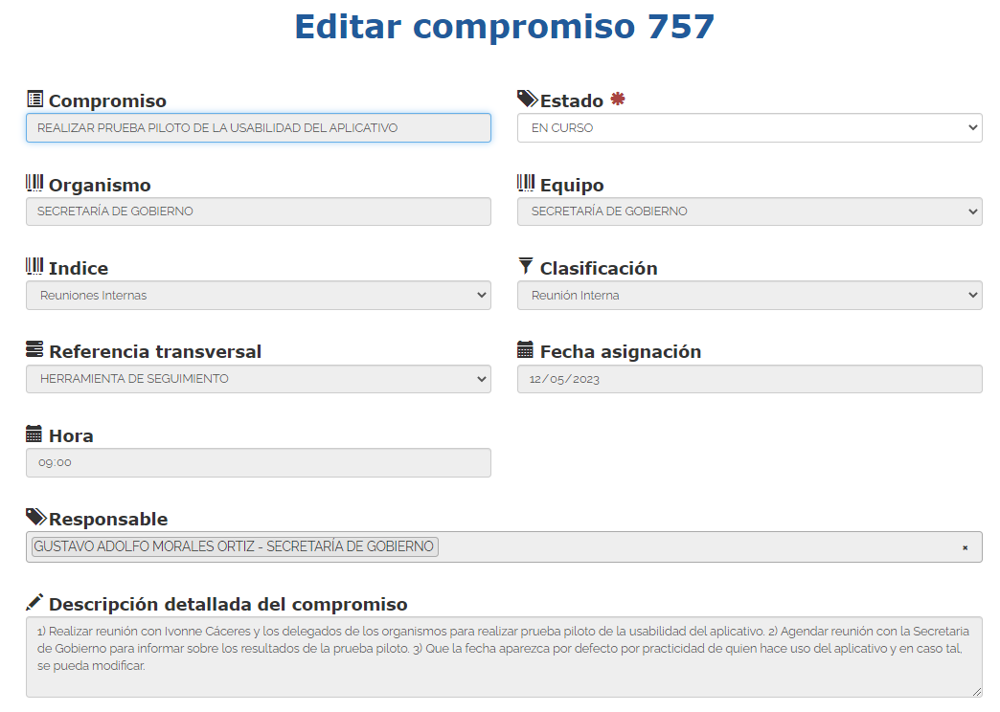 Editar compromiso 757
Compromiso
REALIZAR PRUEBA PILOTO DE LA USABILIDAD DEL APLICATIVO
Estado
EN CURSO
Organismo
SECRETARÍA DE GOBIERNO
Equipo
SECRETARÍA DE GOBIERNO
Indice
Reuniones Internas
Clasificación
Reunión Interna
Referencia transversal
HERRAMIENTA DE SEGUIMIENTO
Fecha asignación
12/05/2023
Hora
09:00
Responsable
GUSTAVO ADOLFO MORALES ORTIZ - SECRETARÍA DE GOBIERNO
×
Descripción detallada del compromiso
1) Realizar reunión con Ivonne Cáceres y los delegados de los organismos para realizar prueba piloto de la usabilidad del aplicativo. 2) Agendar reunión con la Secretaria
de Gobierno para informar sobre los resultados de la prueba piloto. 3) Que la fecha aparezca por defecto por practicidad de quien hace uso del aplicativo y en caso tal,
se pueda modificar.